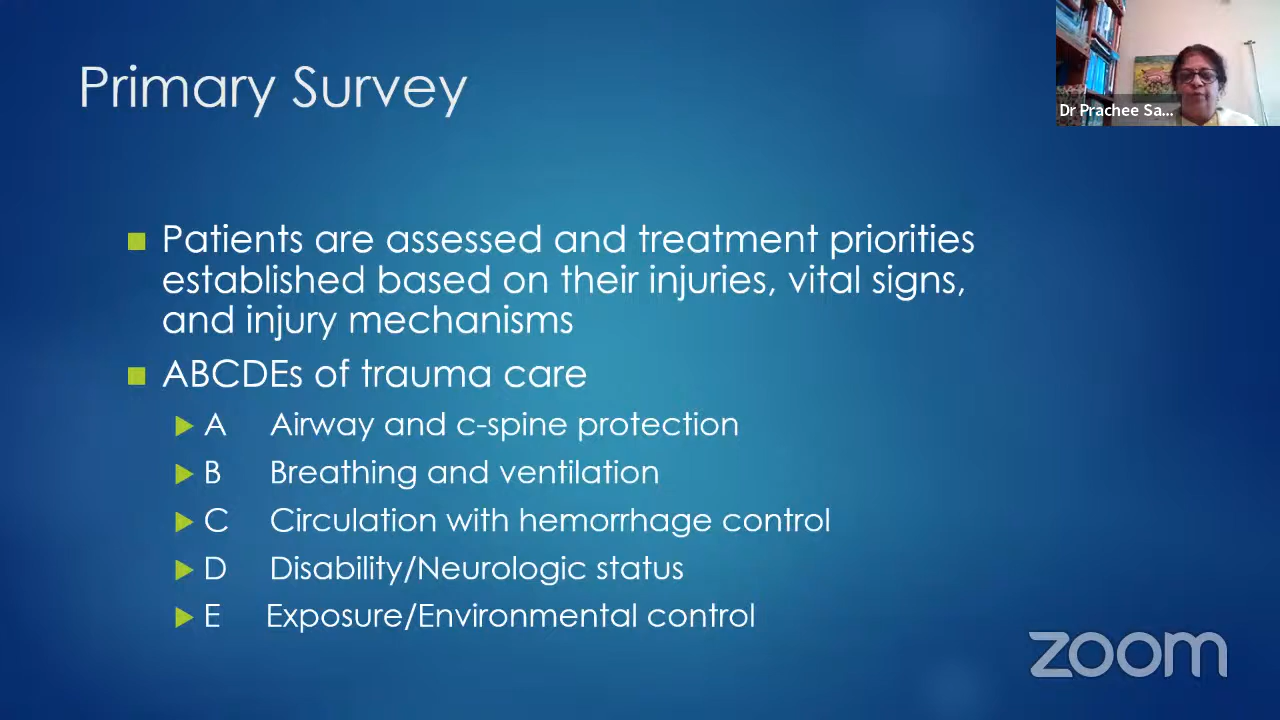 Primary Survey
Dr Prachee Sa...
Patients are assessed and treatment priorities
established based on their injuries, vital signs,
and injury mechanisms
ABCDEs of trauma care
A Airway and c-spine protection
B Breathing and ventilation
C Circulation with hemorrhage control
D Disability/Neurologic status
E Exposure/Environmental control
zoom